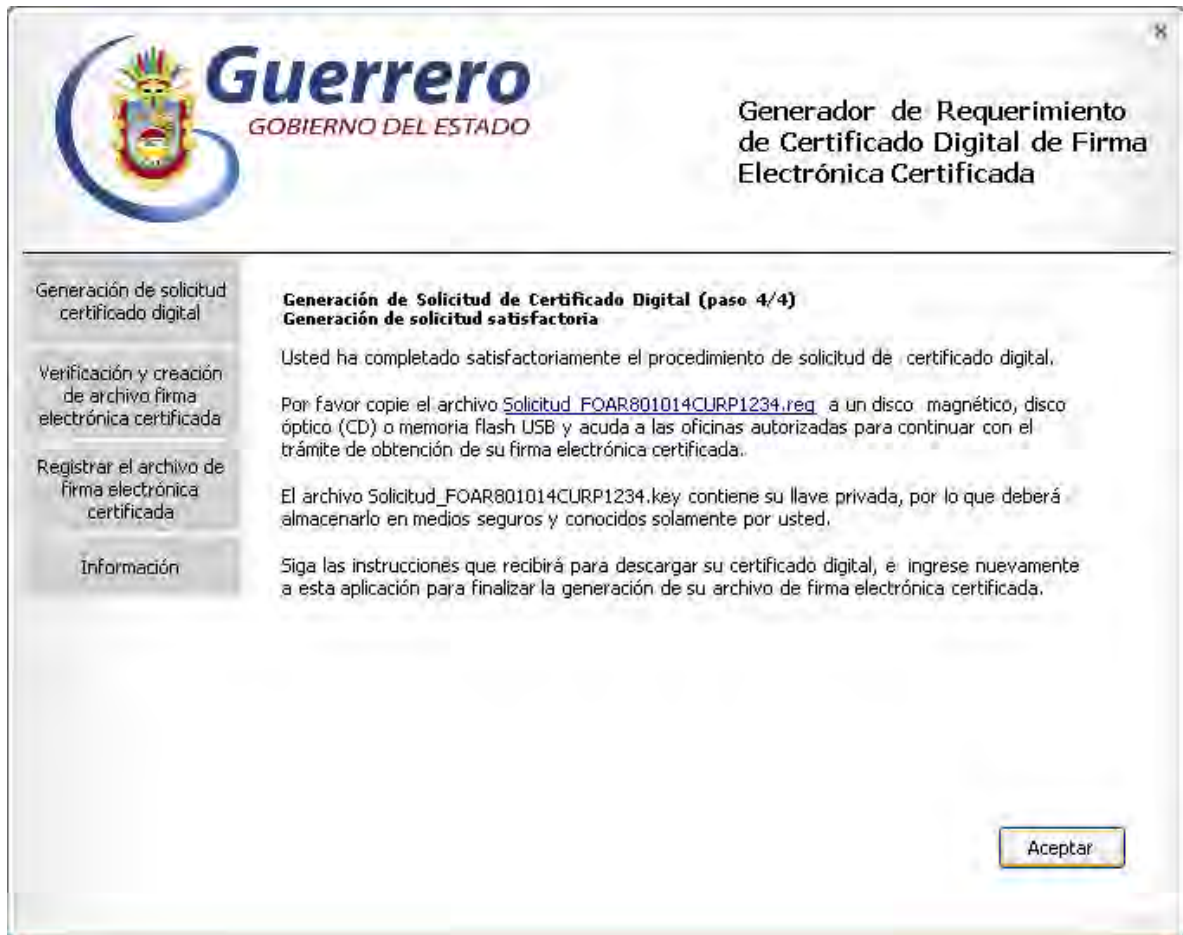 Guerrero
GOBIERNO DEL ESTADO
Generador de Requerimiento
de Certificado Digital de Firma
Electrónica Certificada
Generación de solicitud
certificado digital
Verificación y creación
de archivo firma
electrónica certificada
Registrar el archivo de
firma electrónica
certificada
Información
Generación de Solicitud de Certificado Digital (paso 4/4)
Generación de solicitud satisfactoria
Usted ha completado satisfactoriamente el procedimiento de solicitud de certificado digital.
Por favor copie el archivo Solicitud_FOAR801014CURP1234.req a un disco magnético, disco
óptico (CD) o memoria flash USB y acuda a las oficinas autorizadas para continuar con el
trámite de obtención de su firma electrónica certificada.
El archivo Solicitud_FOAR801014CURP1234.key contiene su llave privada, por lo que deberá
almacenarlo en medios seguros y conocidos solamente por usted.
Siga las instrucciones que recibirá para descargar su certificado digital, e ingrese nuevamente
a esta aplicación para finalizar la generación de su archivo de firma electrónica certificada.
Aceptar